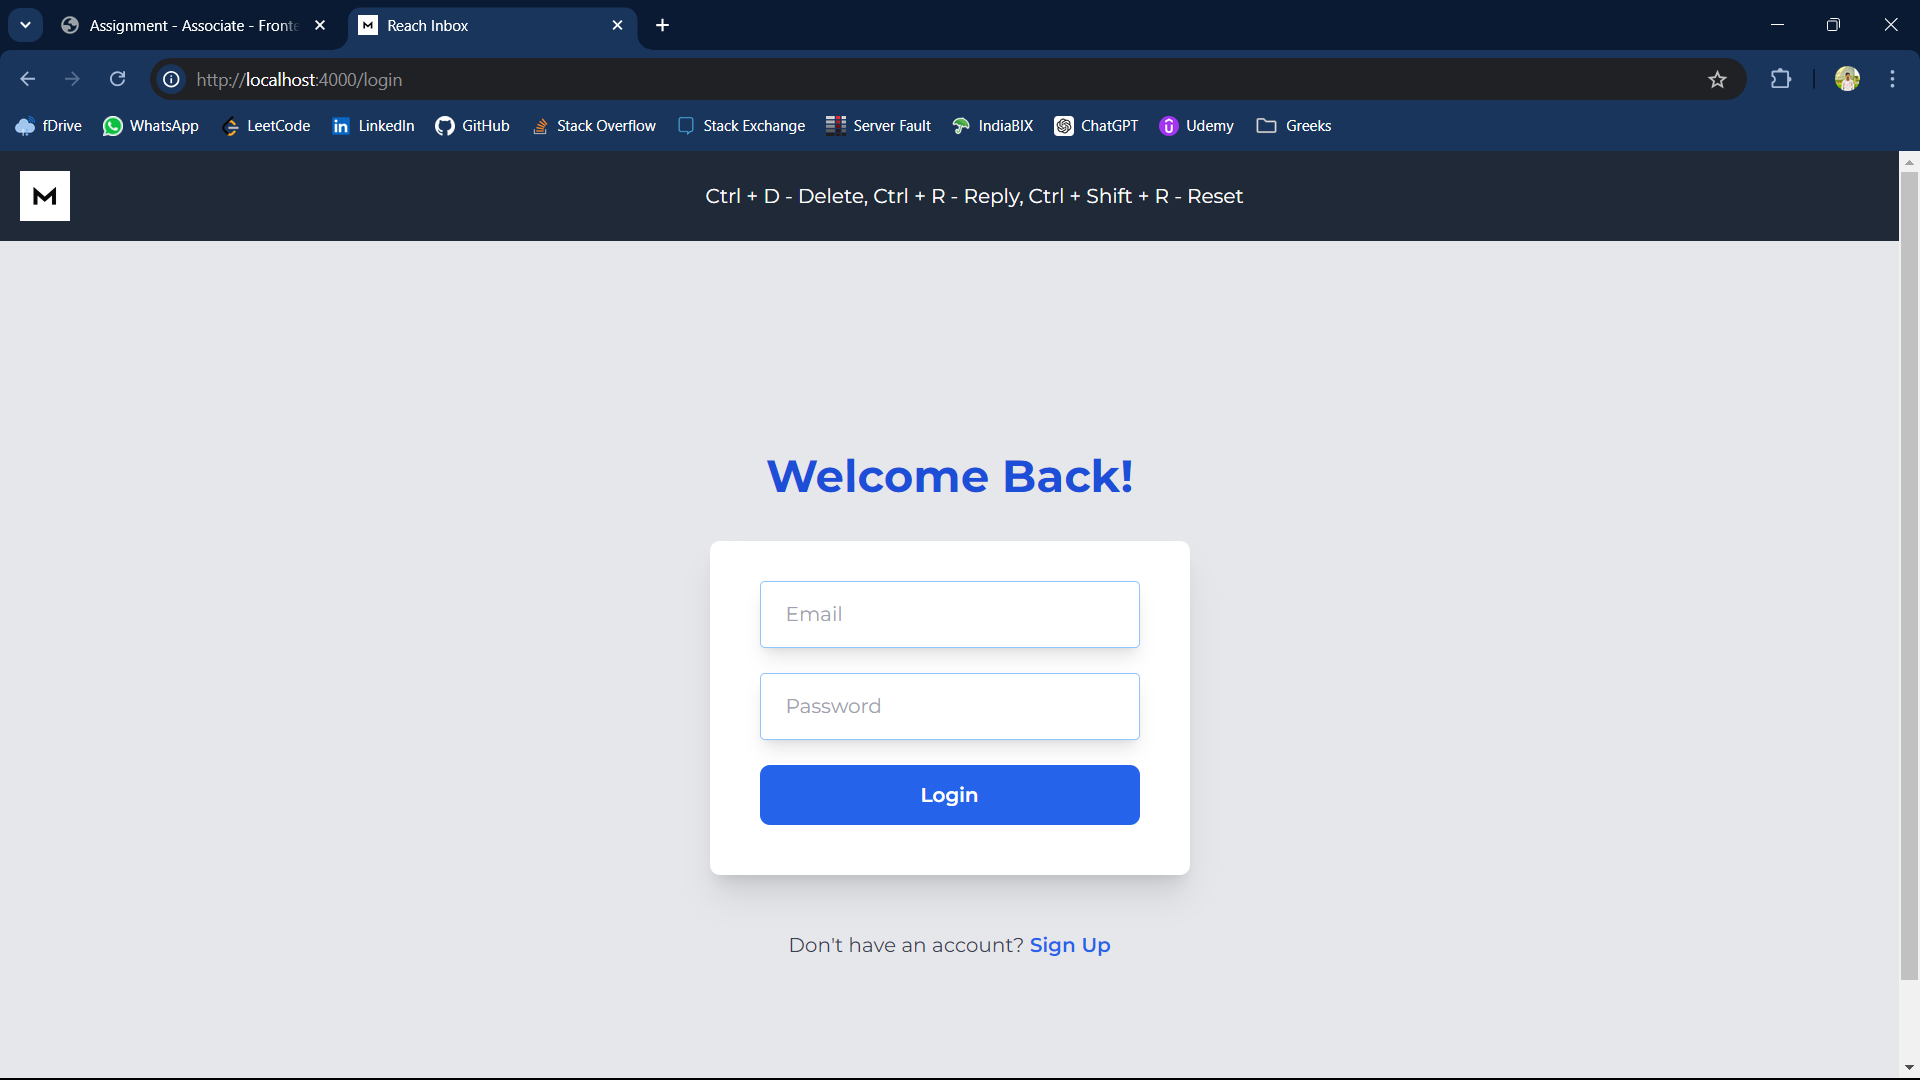 Assignment - Associate - Fronte
Reach Inbox
http://localhost:4000/login
fDrive
WhatsApp
LeetCode
LinkedIn
GitHub
Stack Overflow
Stack Exchange
Server Fault
IndiaBIX
ChatGPT
Udemy
Greeks
M
Ctrl + D - Delete, Ctrl + R - Reply, Ctrl + Shift + R - Reset
Welcome Back!
Email
Password
Login
Don't have an account? Sign Up